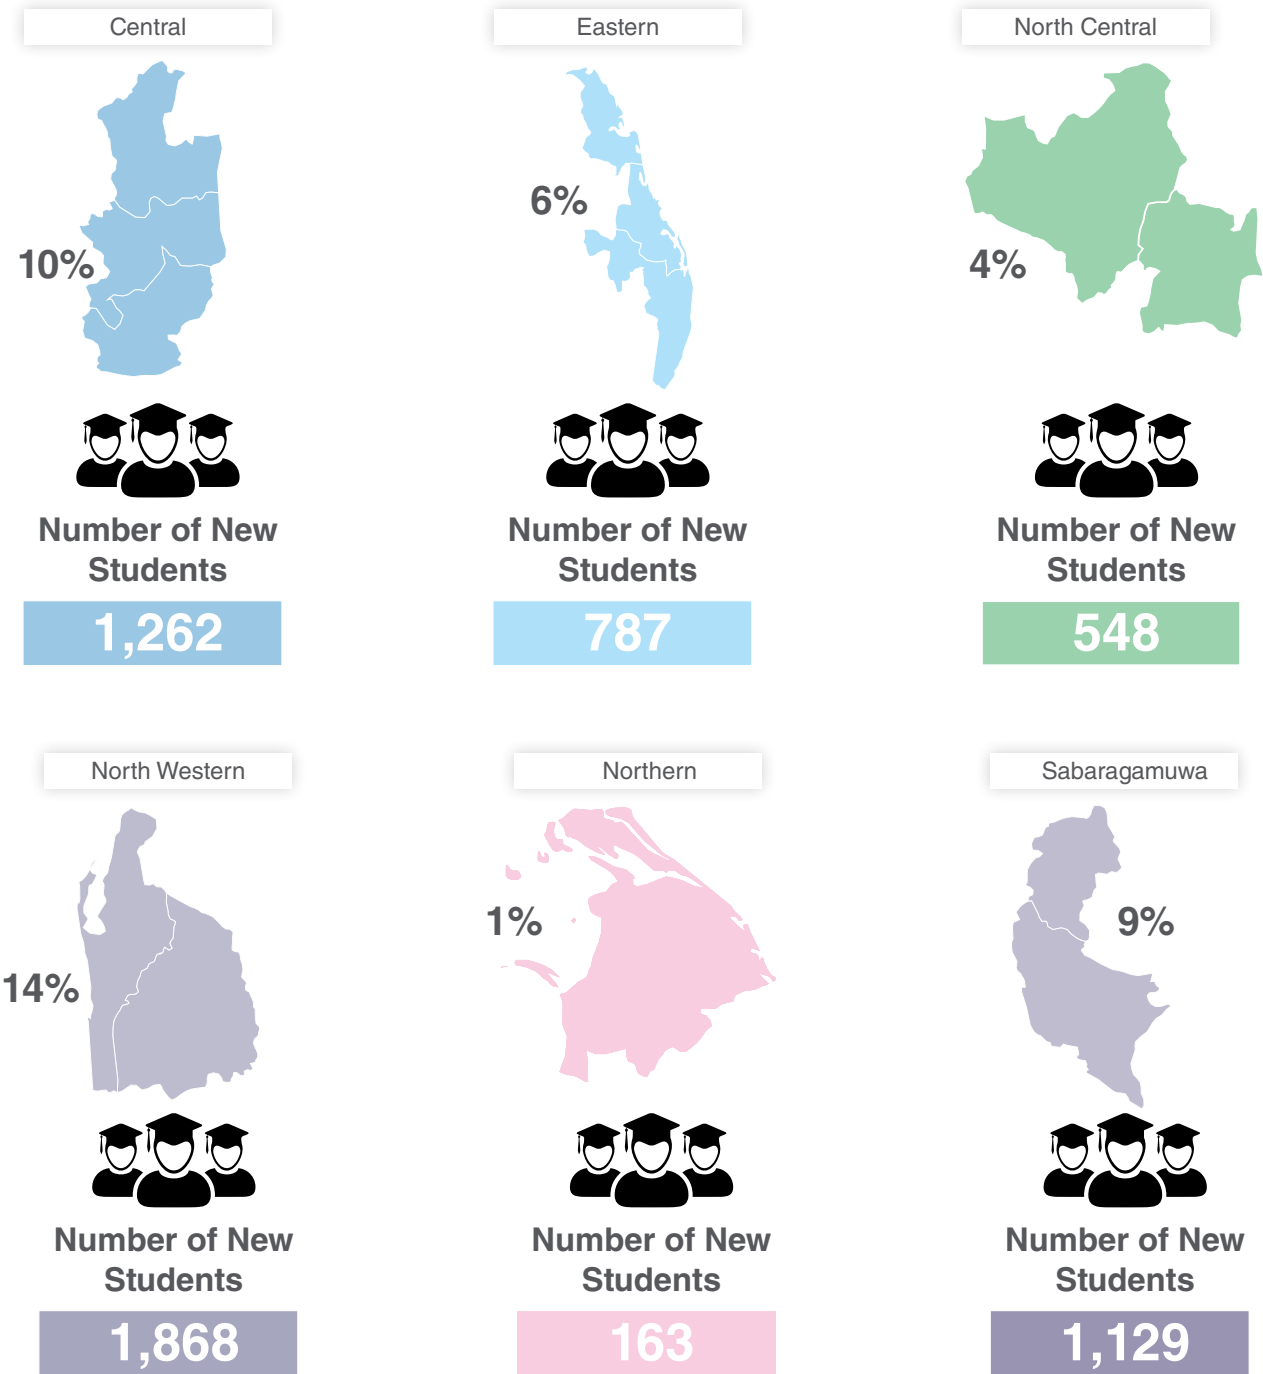 Central
Eastern
North Central
10%
6%
4%
Number of New
Students
1,262
Number of New
Students
787
Number of New
Students
548
North Western
Northern
Sabaragamuwa
14%
1%
9%
Number of New
Students
1,868
Number of New
Students
163
Number of New
Students
1,129